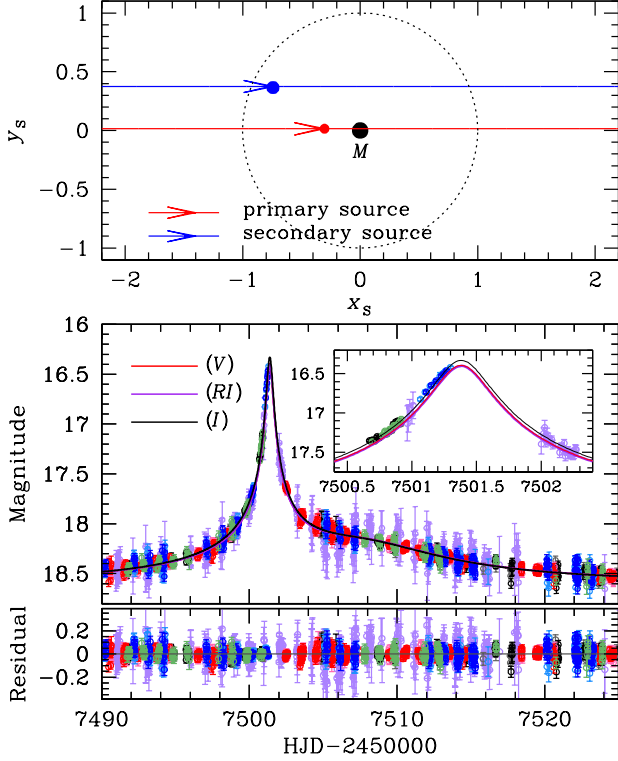 1
0.5
0
−0.5
−1
y_s
M
primary source
secondary source
−2 −1 0 1 2
x_s
16
16.5
17
17.5
18
18.5
Magnitude
(V)
(RI)
(I)
16.5
17
17.5
7500.5 7501 7501.5 7502
0.2
0
−0.2
Residual
7490 7500 7510 7520
HJD−2450000